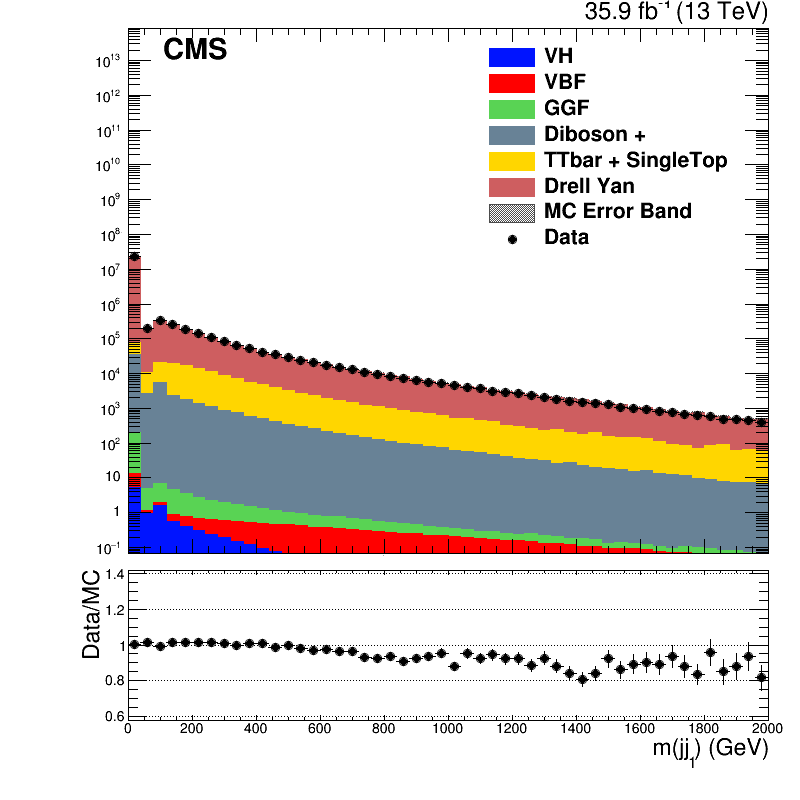 35.9 fb⁻¹ (13 TeV)
CMS
VH
VBF
GGF
Diboson +
TTbar + SingleTop
Drell Yan
MC Error Band
Data
10¹³
10¹²
10¹¹
10¹⁰
10⁹
10⁸
10⁷
10⁶
10⁵
10⁴
10³
10²
10
1
10⁻¹
Data/MC
1.4
1.2
1
0.8
0.6
0 200 400 600 800 1000 1200 1400 1600 1800 2000
m(jj₁) (GeV)